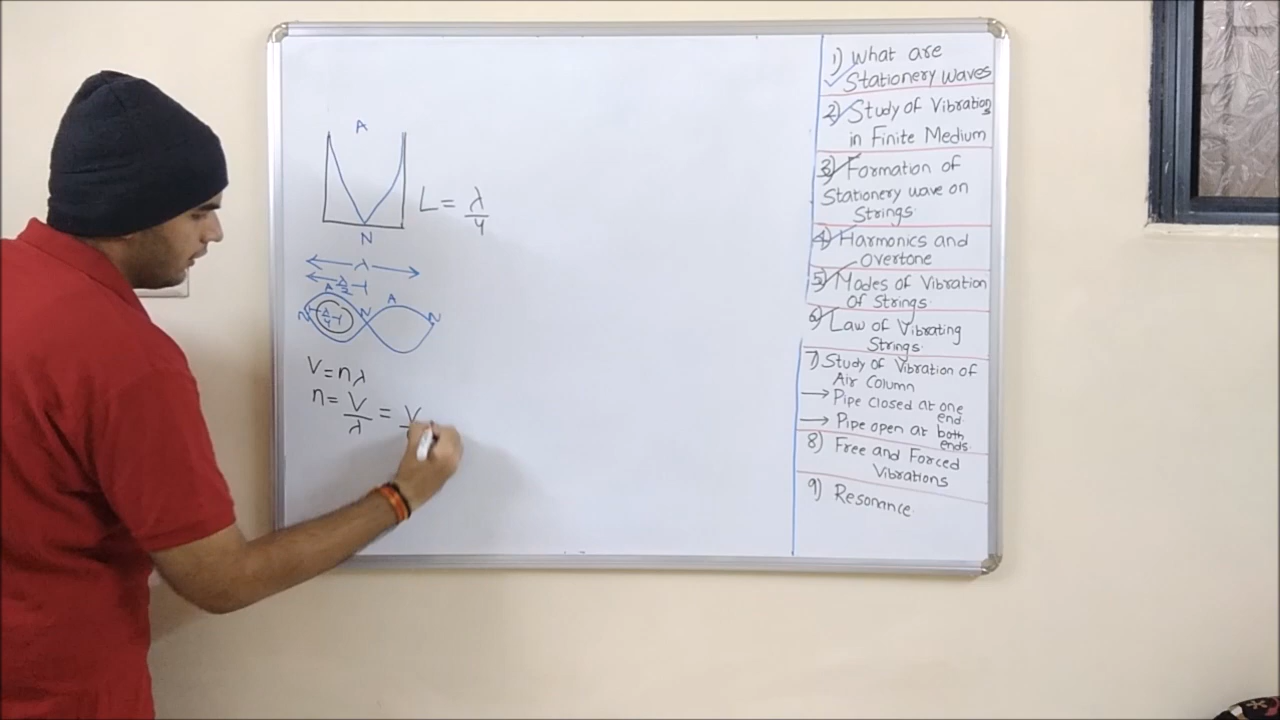 A
L = λ/4
N
λ
λ/2
A
A
N
λ/4
N
N
V = nλ
n = V/λ = V
1) What are
Stationery Waves
2) Study of Vibrations
in Finite Medium
3) Formation of
Stationery wave on
Strings.
4) Harmonics and
Overtone
5) Modes of Vibration
of Strings.
6) Law of Vibrating
Strings.
7) Study of Vibration of
Air Column
→ Pipe closed at one
end.
→ Pipe open at both
ends.
8) Free and Forced
Vibrations
9) Resonance.